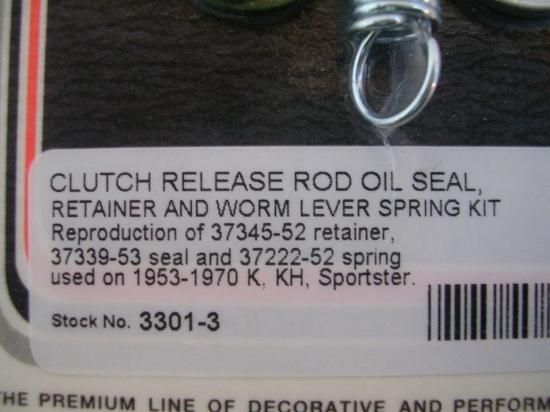 CLUTCH RELEASE ROD OIL SEAL,
RETAINER AND WORM LEVER SPRING KIT
Reproduction of 37345-52 retainer,
37339-53 seal and 37222-52 spring
used on 1953-1970 K, KH, Sportster.
Stock No. 3301-3
THE PREMIUM LINE OF DECORATIVE AND PERFORM